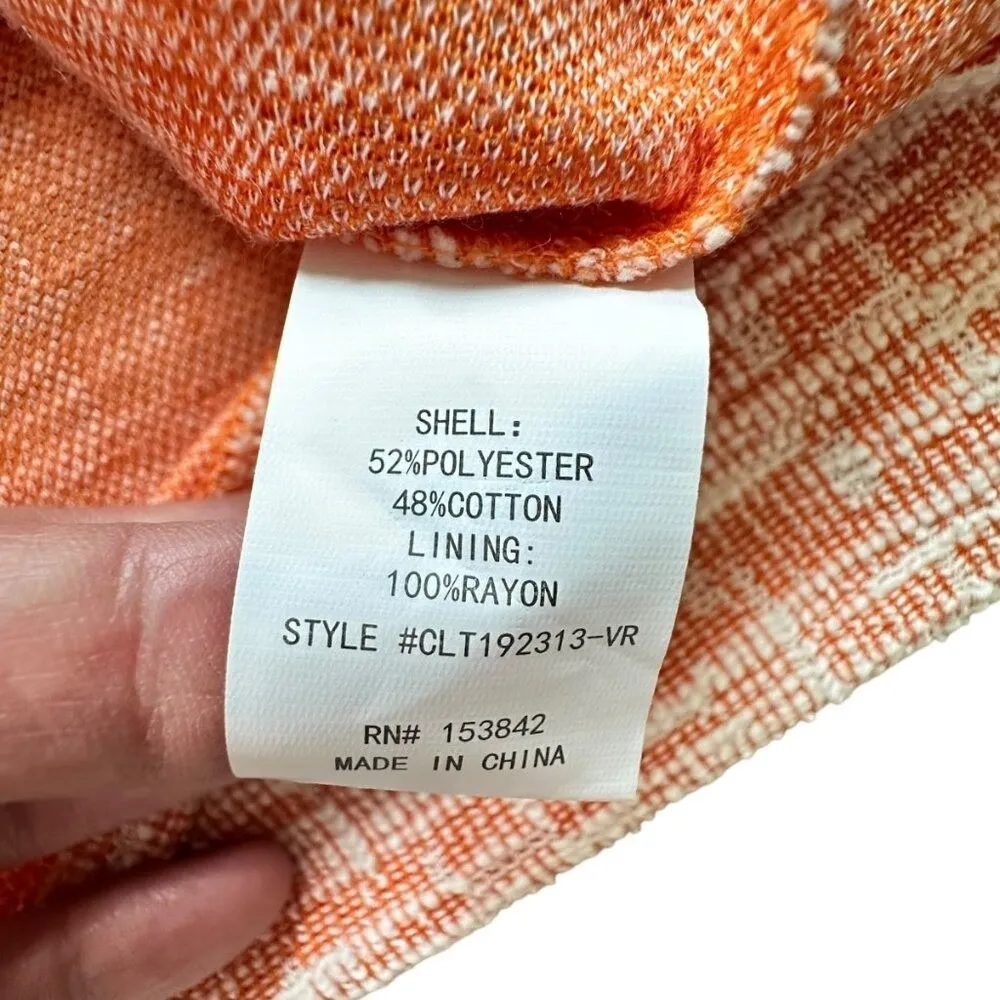 SHELL:
52%POLYESTER
48%COTTON
LINING:
100%RAYON
STYLE #CLT192313-VR
RN# 153842
MADE IN CHINA